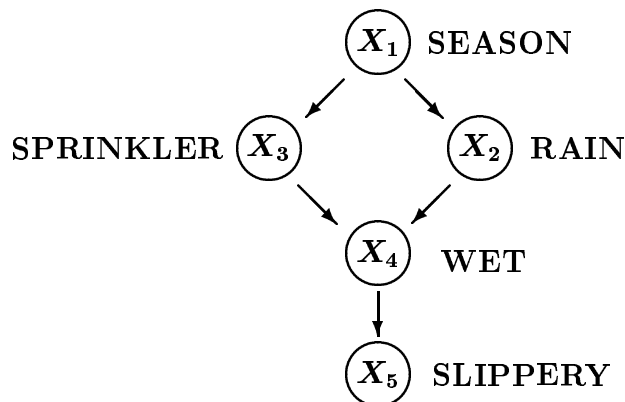 X1 SEASON
SPRINKLER X3 X2 RAIN
X4 WET
X5 SLIPPERY